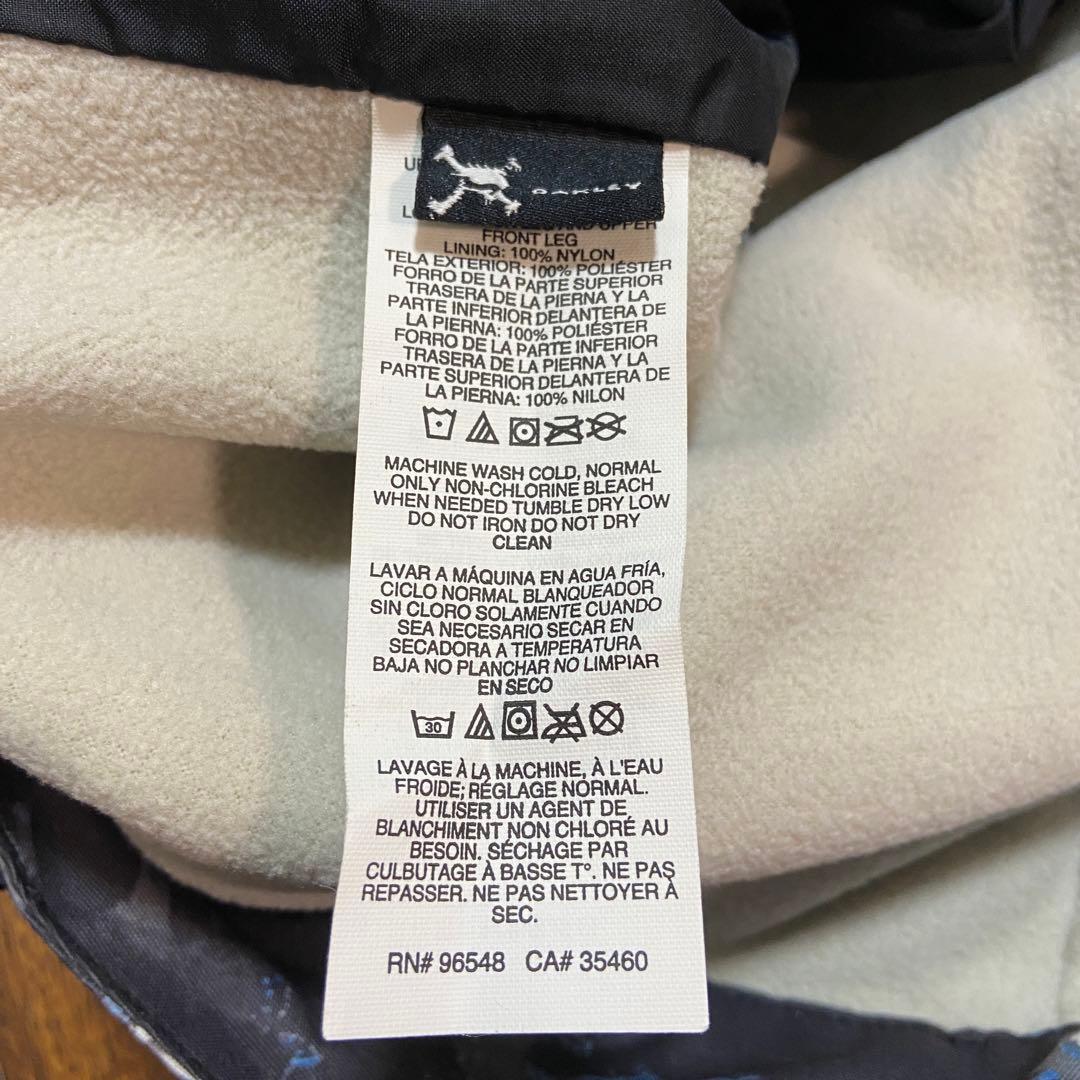 OAKLEY
AND UPPER
FRONT LEG
LINING: 100% NYLON
TELA EXTERIOR: 100% POLIÉSTER
FORRO DE LA PARTE SUPERIOR
TRASERA DE LA PIERNA Y LA
PARTE INFERIOR DELANTERA DE
LA PIERNA: 100% POLIÉSTER
FORRO DE LA PARTE INFERIOR
TRASERA DE LA PIERNA Y LA
PARTE SUPERIOR DELANTERA DE
LA PIERNA: 100% NILON
MACHINE WASH COLD, NORMAL
ONLY NON-CHLORINE BLEACH
WHEN NEEDED TUMBLE DRY LOW
DO NOT IRON DO NOT DRY
CLEAN
LAVAR A MÁQUINA EN AGUA FRÍA,
CICLO NORMAL BLANQUEADOR
SIN CLORO SOLAMENTE CUANDO
SEA NECESARIO SECAR EN
SECADORA A TEMPERATURA
BAJA NO PLANCHAR NO LIMPIAR
EN SECO
30
LAVAGE À LA MACHINE, À L'EAU
FROIDE; RÉGLAGE NORMAL.
UTILISER UN AGENT DE
BLANCHIMENT NON CHLORÉ AU
BESOIN. SÉCHAGE PAR
CULBUTAGE À BASSE T°. NE PAS
REPASSER. NE PAS NETTOYER À
SEC.
RN# 96548 CA# 35460